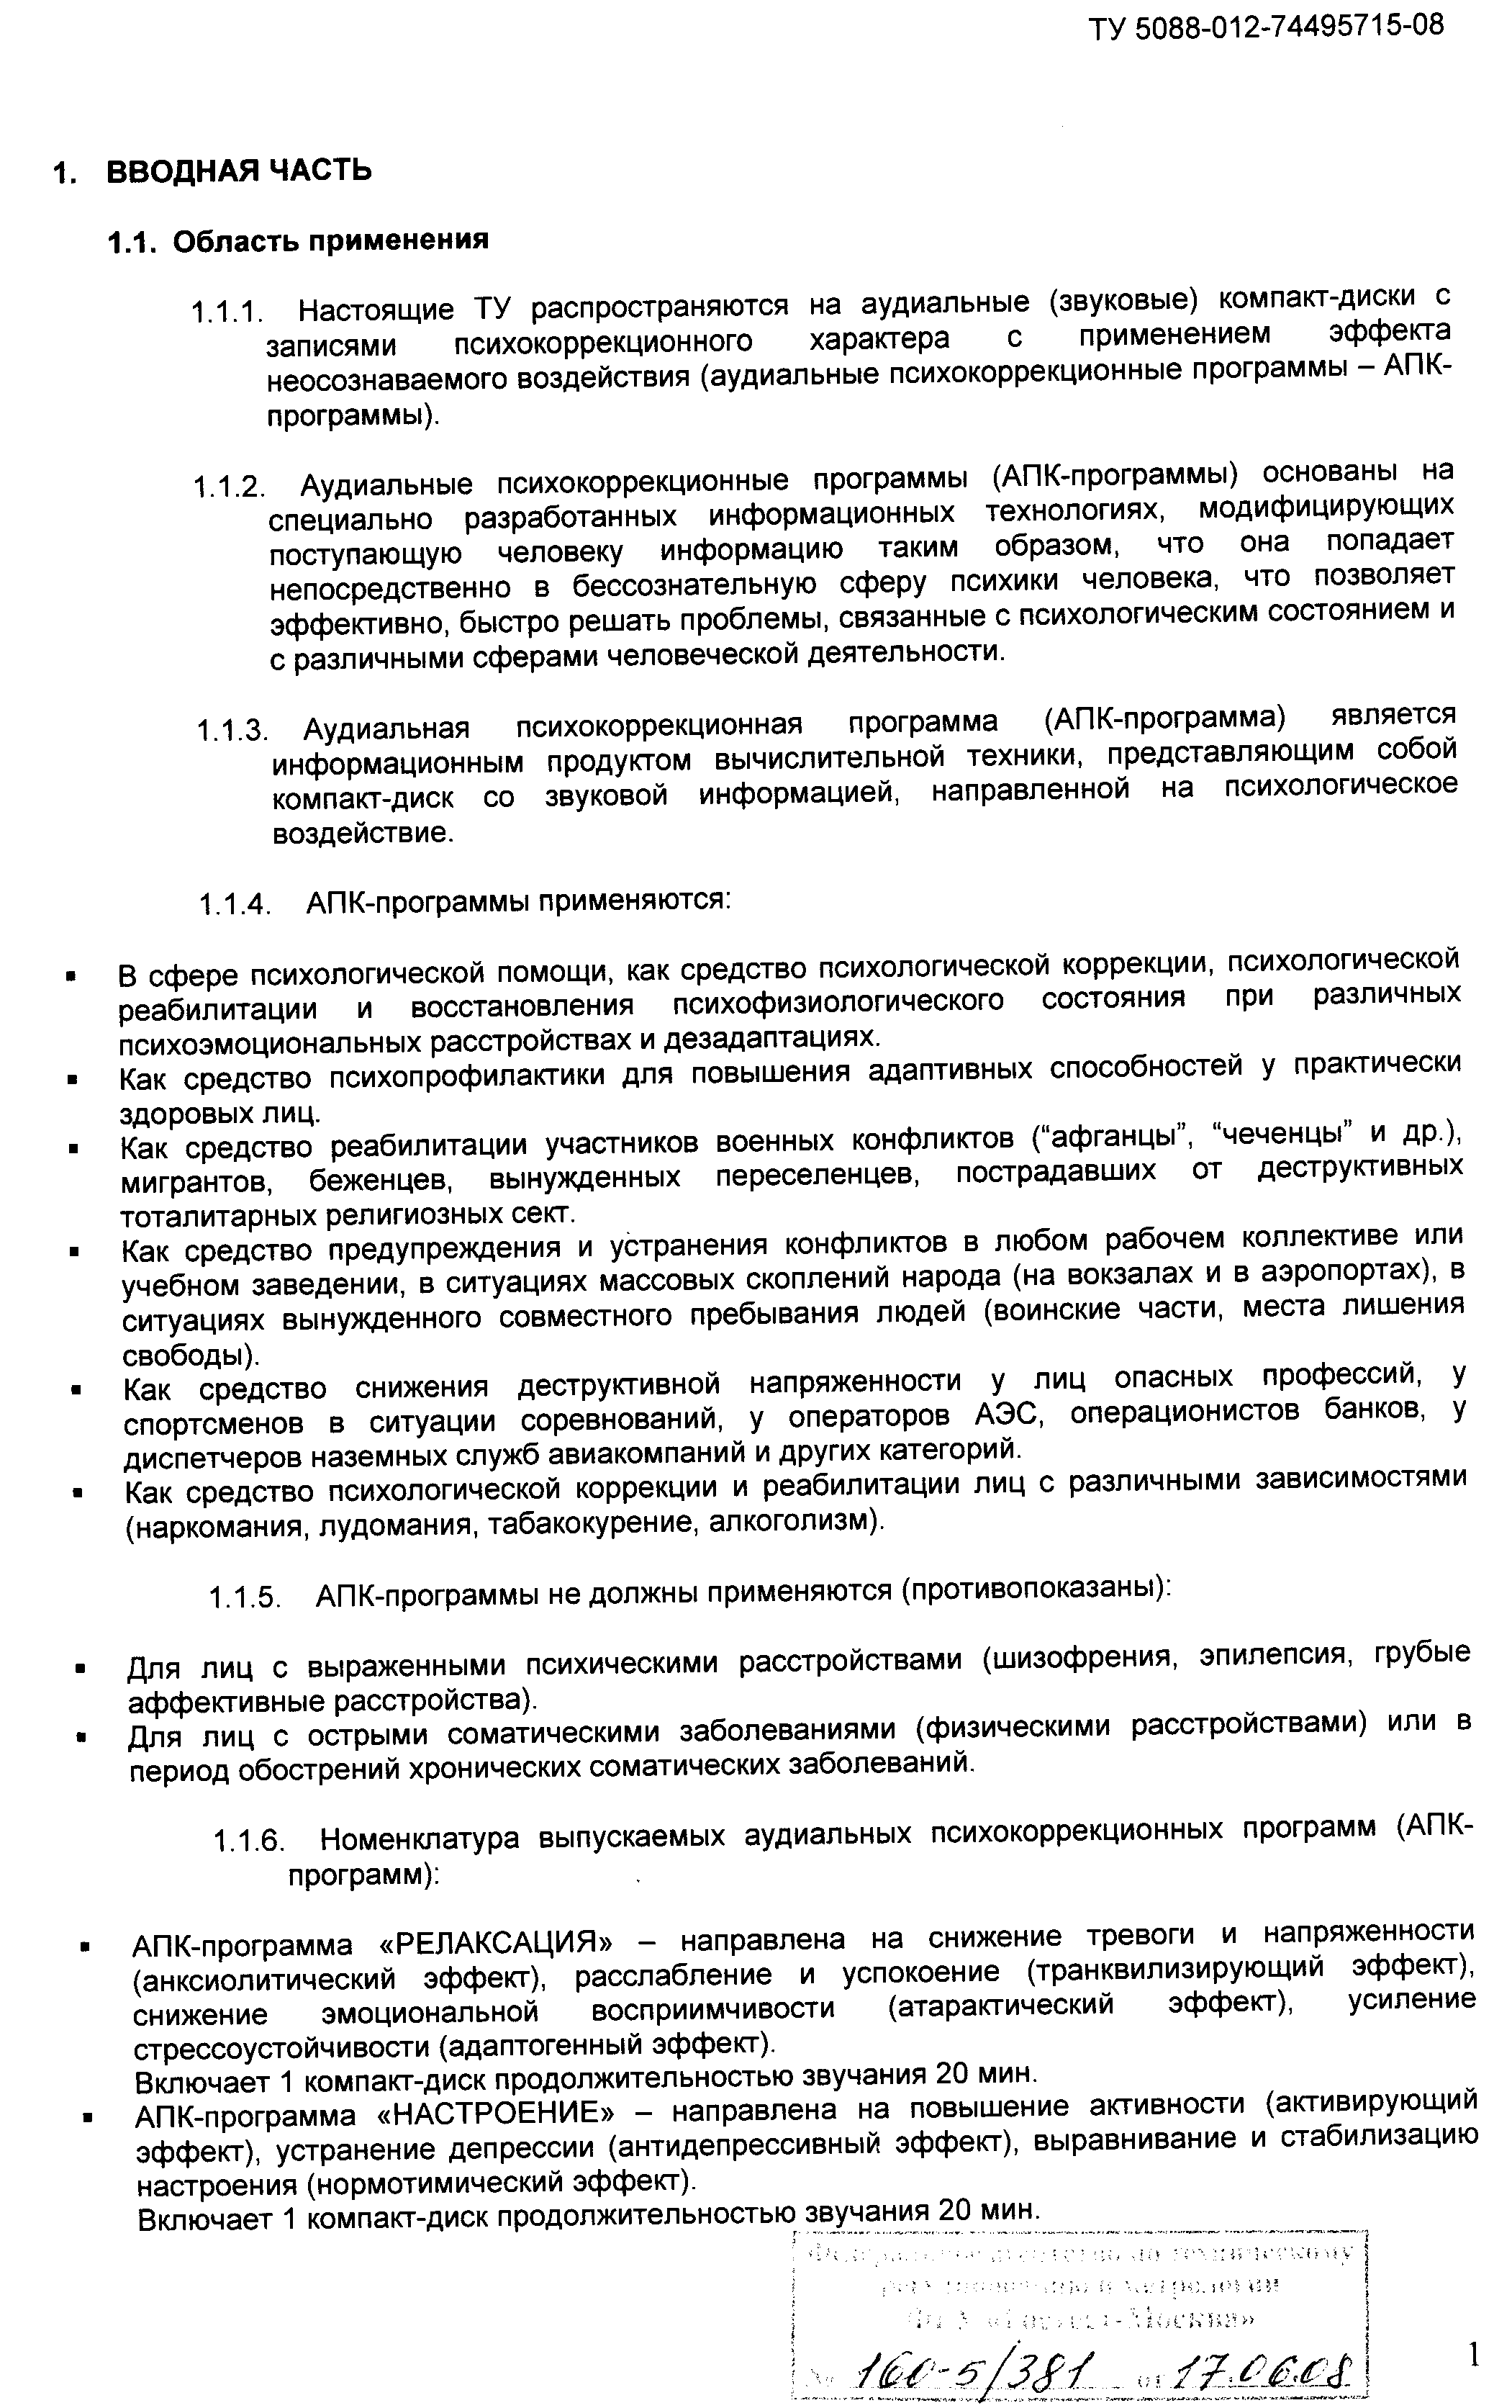 ТУ 5088-012-74495715-08
1. ВВОДНАЯ ЧАСТЬ
1.1. Область применения
1.1.1. Настоящие ТУ распространяются на аудиальные (звуковые) компакт-диски с
записями психокоррекционного характера с применением эффекта
неосознаваемого воздействия (аудиальные психокоррекционные программы – АПК-
программы).
1.1.2. Аудиальные психокоррекционные программы (АПК-программы) основаны на
специально разработанных информационных технологиях, модифицирующих
поступающую человеку информацию таким образом, что она попадает
непосредственно в бессознательную сферу психики человека, что позволяет
эффективно, быстро решать проблемы, связанные с психологическим состоянием и
с различными сферами человеческой деятельности.
1.1.3. Аудиальная психокоррекционная программа (АПК-программа) является
информационным продуктом вычислительной техники, представляющим собой
компакт-диск со звуковой информацией, направленной на психологическое
воздействие.
1.1.4. АПК-программы применяются:
▪ В сфере психологической помощи, как средство психологической коррекции, психологической
реабилитации и восстановления психофизиологического состояния при различных
психоэмоциональных расстройствах и дезадаптациях.
▪ Как средство психопрофилактики для повышения адаптивных способностей у практически
здоровых лиц.
▪ Как средство реабилитации участников военных конфликтов (“афганцы”, “чеченцы” и др.),
мигрантов, беженцев, вынужденных переселенцев, пострадавших от деструктивных
тоталитарных религиозных сект.
▪ Как средство предупреждения и устранения конфликтов в любом рабочем коллективе или
учебном заведении, в ситуациях массовых скоплений народа (на вокзалах и в аэропортах), в
ситуациях вынужденного совместного пребывания людей (воинские части, места лишения
свободы).
▪ Как средство снижения деструктивной напряженности у лиц опасных профессий, у
спортсменов в ситуации соревнований, у операторов АЭС, операционистов банков, у
диспетчеров наземных служб авиакомпаний и других категорий.
▪ Как средство психологической коррекции и реабилитации лиц с различными зависимостями
(наркомания, лудомания, табакокурение, алкоголизм).
1.1.5. АПК-программы не должны применяются (противопоказаны):
▪ Для лиц с выраженными психическими расстройствами (шизофрения, эпилепсия, грубые
аффективные расстройства).
▪ Для лиц с острыми соматическими заболеваниями (физическими расстройствами) или в
период обострений хронических соматических заболеваний.
1.1.6. Номенклатура выпускаемых аудиальных психокоррекционных программ (АПК-
программ):
▪ АПК-программа «РЕЛАКСАЦИЯ» – направлена на снижение тревоги и напряженности
(анксиолитический эффект), расслабление и успокоение (транквилизирующий эффект),
снижение эмоциональной восприимчивости (атарактический эффект), усиление
стрессоустойчивости (адаптогенный эффект).
Включает 1 компакт-диск продолжительностью звучания 20 мин.
▪ АПК-программа «НАСТРОЕНИЕ» – направлена на повышение активности (активирующий
эффект), устранение депрессии (антидепрессивный эффект), выравнивание и стабилизацию
настроения (нормотимический эффект).
Включает 1 компакт-диск продолжительностью звучания 20 мин.
Федеральное агентство по техническому
регулированию и метрологии
ФГУ «Ростест-Москва»
№ 160-5/381 от 17.06.08
1